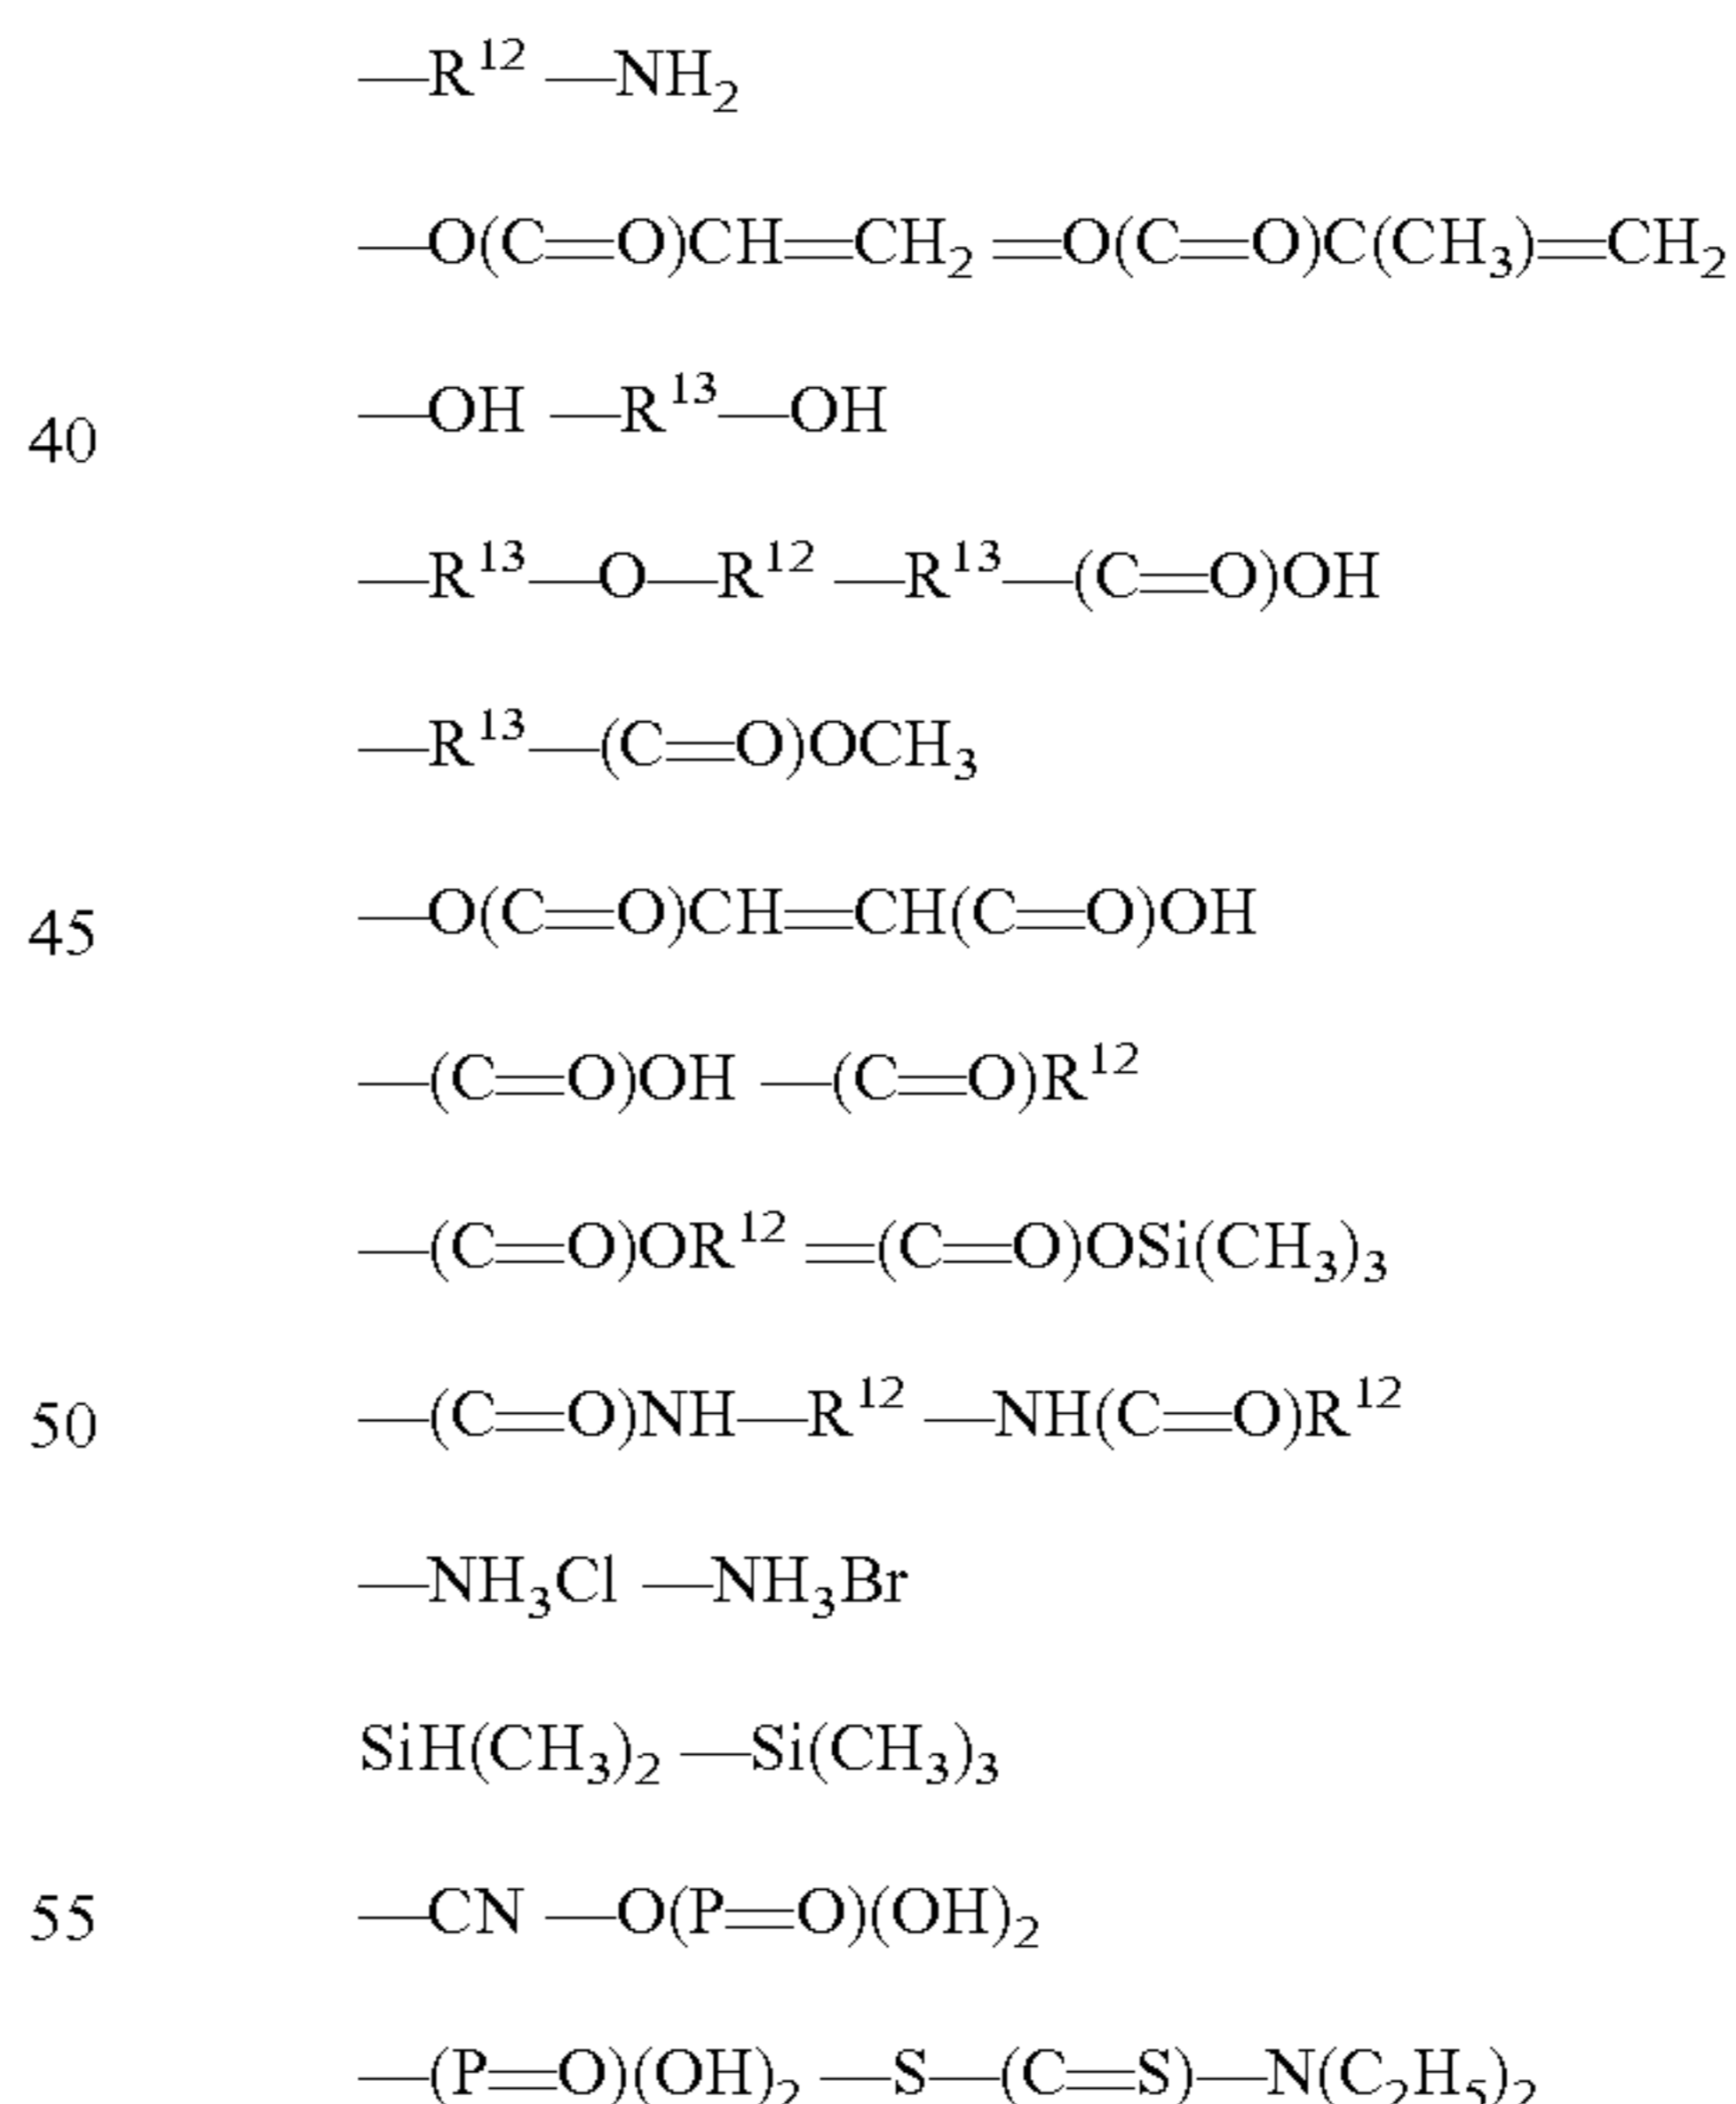 —R¹² —NH₂
—O(C=O)CH=CH₂ =O(C=O)C(CH₃)=CH₂
40 —OH —R¹³—OH
—R¹³—O—R¹² —R¹³—(C=O)OH
—R¹³—(C=O)OCH₃
45 —O(C=O)CH=CH(C=O)OH
—(C=O)OH —(C=O)R¹²
—(C=O)OR¹² =(C=O)OSi(CH₃)₃
50 —(C=O)NH—R¹² —NH(C=O)R¹²
—NH₃Cl —NH₃Br
SiH(CH₃)₂ —Si(CH₃)₃
55 —CN —O(P=O)(OH)₂
—(P=O)(OH)₂ —S—(C=S)—N(C₂H₅)₂